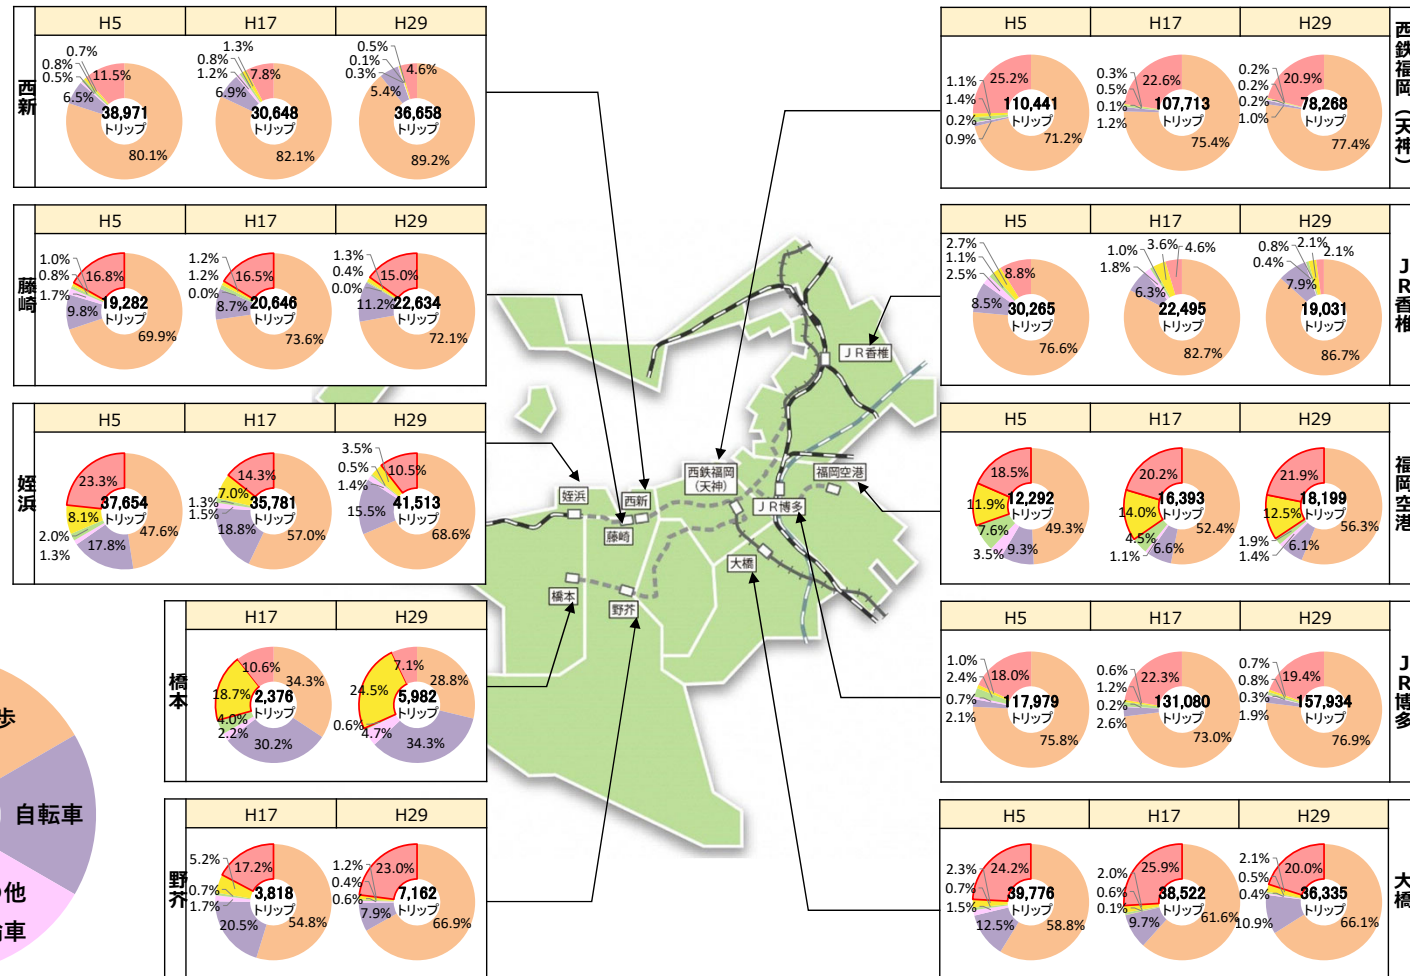 西新
H5
H17
H29
0.7%
0.8%
0.5%
6.5%
11.5%
38,971
トリップ
80.1%
1.3%
0.8%
1.2%
6.9%
7.8%
30,648
トリップ
82.1%
0.5%
0.1%
0.3%
5.4%
4.6%
36,658
トリップ
89.2%
藤崎
H5
H17
H29
1.0%
0.8%
1.7%
9.8%
16.8%
19,282
トリップ
69.9%
1.2%
1.2%
0.0%
8.7%
16.5%
20,646
トリップ
73.6%
1.3%
0.4%
0.0%
11.2%
15.0%
22,634
トリップ
72.1%
姪浜
H5
H17
H29
23.3%
8.1%
2.0%
1.3%
17.8%
37,654
トリップ
47.6%
14.3%
7.0%
1.3%
1.5%
18.8%
35,781
トリップ
57.0%
3.5%
0.5%
1.4%
15.5%
10.5%
41,513
トリップ
68.6%
橋本
H17
H29
10.6%
18.7%
4.0%
2.2%
30.2%
2,376
トリップ
34.3%
7.1%
24.5%
0.6%
4.7%
34.3%
5,982
トリップ
28.8%
野芥
H17
H29
5.2%
0.7%
1.7%
20.5%
17.2%
3,818
トリップ
54.8%
1.2%
0.4%
0.6%
7.9%
23.0%
7,162
トリップ
66.9%
歩
自転車
他
車
ＪＲ香椎
西鉄福岡
（天神）
福岡空港
ＪＲ博多
姪浜
西新
藤崎
大橋
橋本
野芥
西鉄福岡（天神）
H5
H17
H29
1.1%
1.4%
0.2%
0.9%
25.2%
110,441
トリップ
71.2%
0.3%
0.5%
0.1%
1.2%
22.6%
107,713
トリップ
75.4%
0.2%
0.2%
0.2%
1.0%
20.9%
78,268
トリップ
77.4%
ＪＲ香椎
H5
H17
H29
2.7%
1.1%
2.5%
8.5%
8.8%
30,265
トリップ
76.6%
1.0%
3.6%
4.6%
1.8%
6.3%
22,495
トリップ
82.7%
0.8%
2.1%
2.1%
0.4%
7.9%
19,031
トリップ
86.7%
福岡空港
H5
H17
H29
18.5%
11.9%
7.6%
3.5%
9.3%
12,292
トリップ
49.3%
20.2%
14.0%
4.5%
1.1%
6.6%
16,393
トリップ
52.4%
21.9%
12.5%
1.9%
1.4%
6.1%
18,199
トリップ
56.3%
ＪＲ博多
H5
H17
H29
1.0%
2.4%
0.7%
2.1%
18.0%
117,979
トリップ
75.8%
0.6%
1.2%
0.2%
2.6%
22.3%
131,080
トリップ
73.0%
0.7%
0.8%
0.3%
1.9%
19.4%
157,934
トリップ
76.9%
大橋
H5
H17
H29
2.3%
0.7%
1.5%
12.5%
24.2%
39,776
トリップ
58.8%
2.0%
0.6%
0.1%
9.7%
25.9%
38,522
トリップ
61.6%
2.1%
0.5%
0.4%
10.9%
20.0%
36,335
トリップ
66.1%